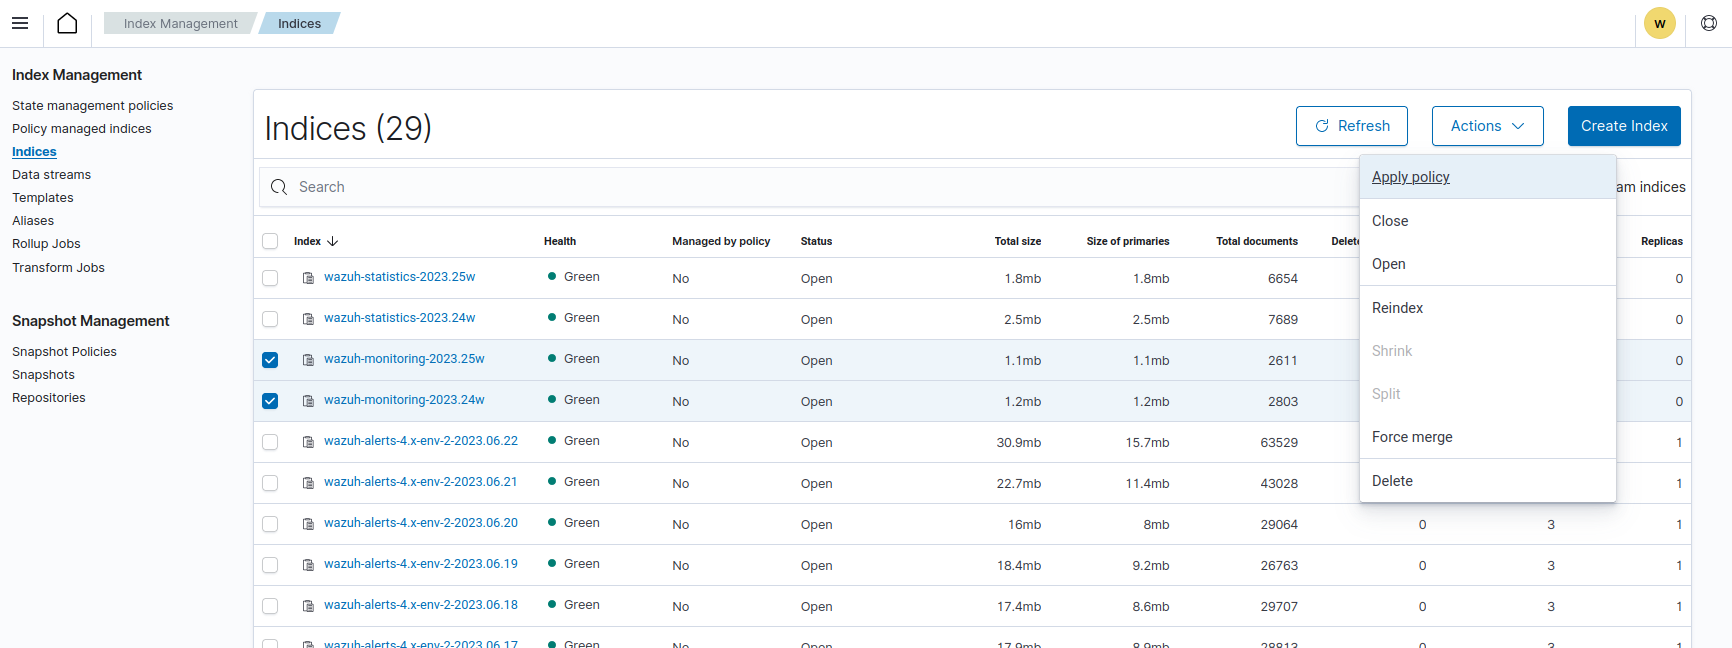 Index Management Indices W
Index Management
State management policies
Policy managed indices
Indices
Data streams
Templates
Aliases
Rollup Jobs
Transform Jobs
Snapshot Management
Snapshot Policies
Snapshots
Repositories
Indices (29) Refresh Actions Create Index
Search am indices
Apply policy
Close
Open
Reindex
Shrink
Split
Force merge
Delete
Index Health Managed by policy Status Total size Size of primaries Total documents Delete Replicas
wazuh-statistics-2023.25w Green No Open 1.8mb 1.8mb 6654 0
wazuh-statistics-2023.24w Green No Open 2.5mb 2.5mb 7689 0
wazuh-monitoring-2023.25w Green No Open 1.1mb 1.1mb 2611 0
wazuh-monitoring-2023.24w Green No Open 1.2mb 1.2mb 2803 0
wazuh-alerts-4.x-env-2-2023.06.22 Green No Open 30.9mb 15.7mb 63529 1
wazuh-alerts-4.x-env-2-2023.06.21 Green No Open 22.7mb 11.4mb 43028 1
wazuh-alerts-4.x-env-2-2023.06.20 Green No Open 16mb 8mb 29064 0 3 1
wazuh-alerts-4.x-env-2-2023.06.19 Green No Open 18.4mb 9.2mb 26763 0 3 1
wazuh-alerts-4.x-env-2-2023.06.18 Green No Open 17.4mb 8.6mb 29707 0 3 1
wazuh-alerts-4.x-env-2-2023.06.17 Green No Open 17.9mb 8.9mb 28813 0 3 1